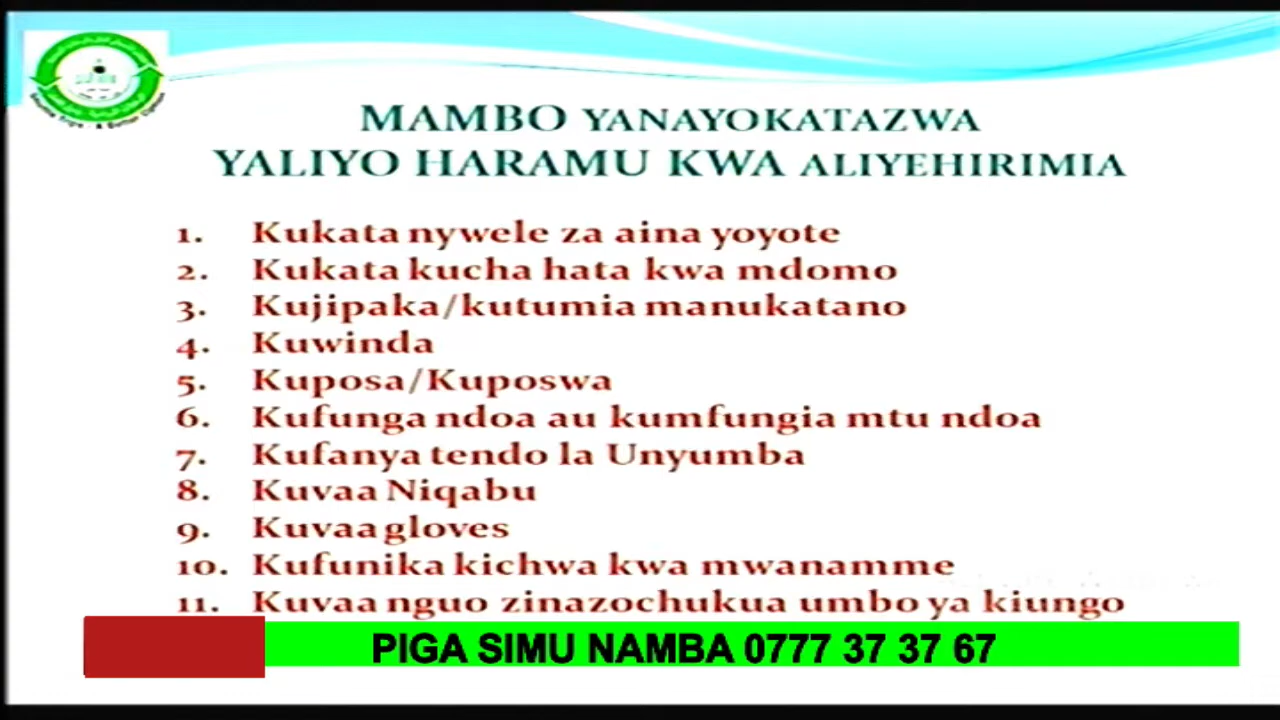 MAMBO YANAYOKATAZWA
YALIYO HARAMU KWA ALIYEHIRIMIA
1. Kukata nywele za aina yoyote
2. Kukata kucha hata kwa mdomo
3. Kujipaka/kutumia manukatano
4. Kuwinda
5. Kuposa/Kuposwa
6. Kufunga ndoa au kumfungia mtu ndoa
7. Kufanya tendo la Unyumba
8. Kuvaa Niqabu
9. Kuvaa gloves
10. Kufunika kichwa kwa mwanamme
11. Kuvaa nguo zinazochukua umbo ya kiungo
PIGA SIMU NAMBA 0777 37 37 67